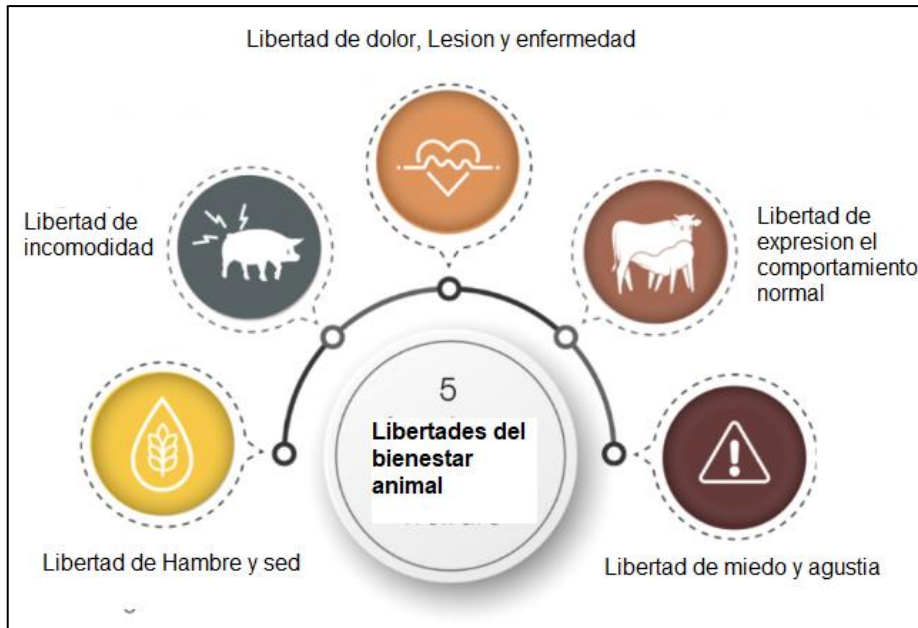 Libertad de dolor, Lesion y enfermedad
Libertad de
incomodidad
Libertad de
expresion el
comportamiento
normal
5
Libertades del
bienestar
animal
Libertad de Hambre y sed
Libertad de miedo y agustia